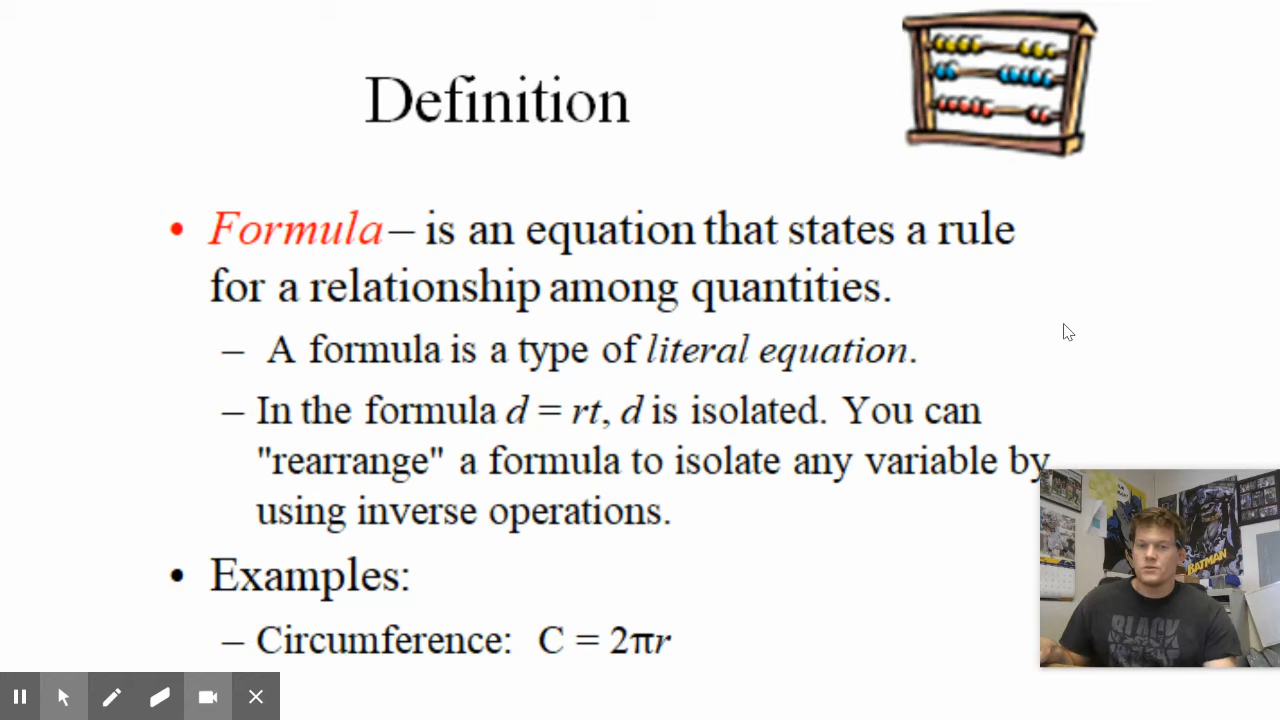 Definition
• Formula – is an equation that states a rule
for a relationship among quantities.
– A formula is a type of literal equation.
– In the formula d = rt, d is isolated. You can
"rearrange" a formula to isolate any variable by
using inverse operations.
• Examples:
– Circumference: C = 2πr
BATMAN
BLACK